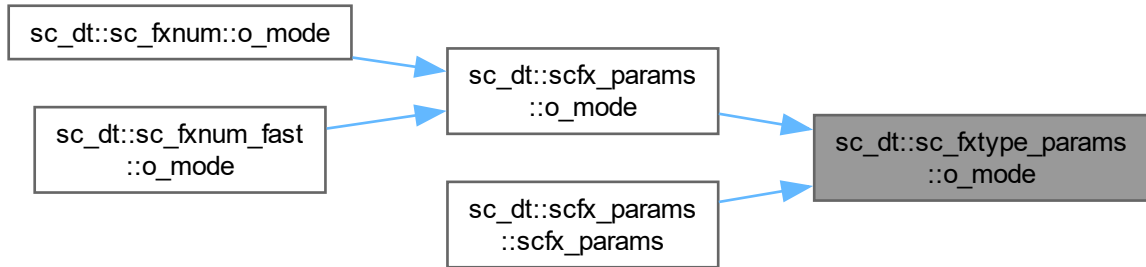 sc_dt::sc_fxnum::o_mode
sc_dt::sc_fxnum_fast
::o_mode
sc_dt::scfx_params
::o_mode
sc_dt::scfx_params
::scfx_params
sc_dt::sc_fxtype_params
::o_mode